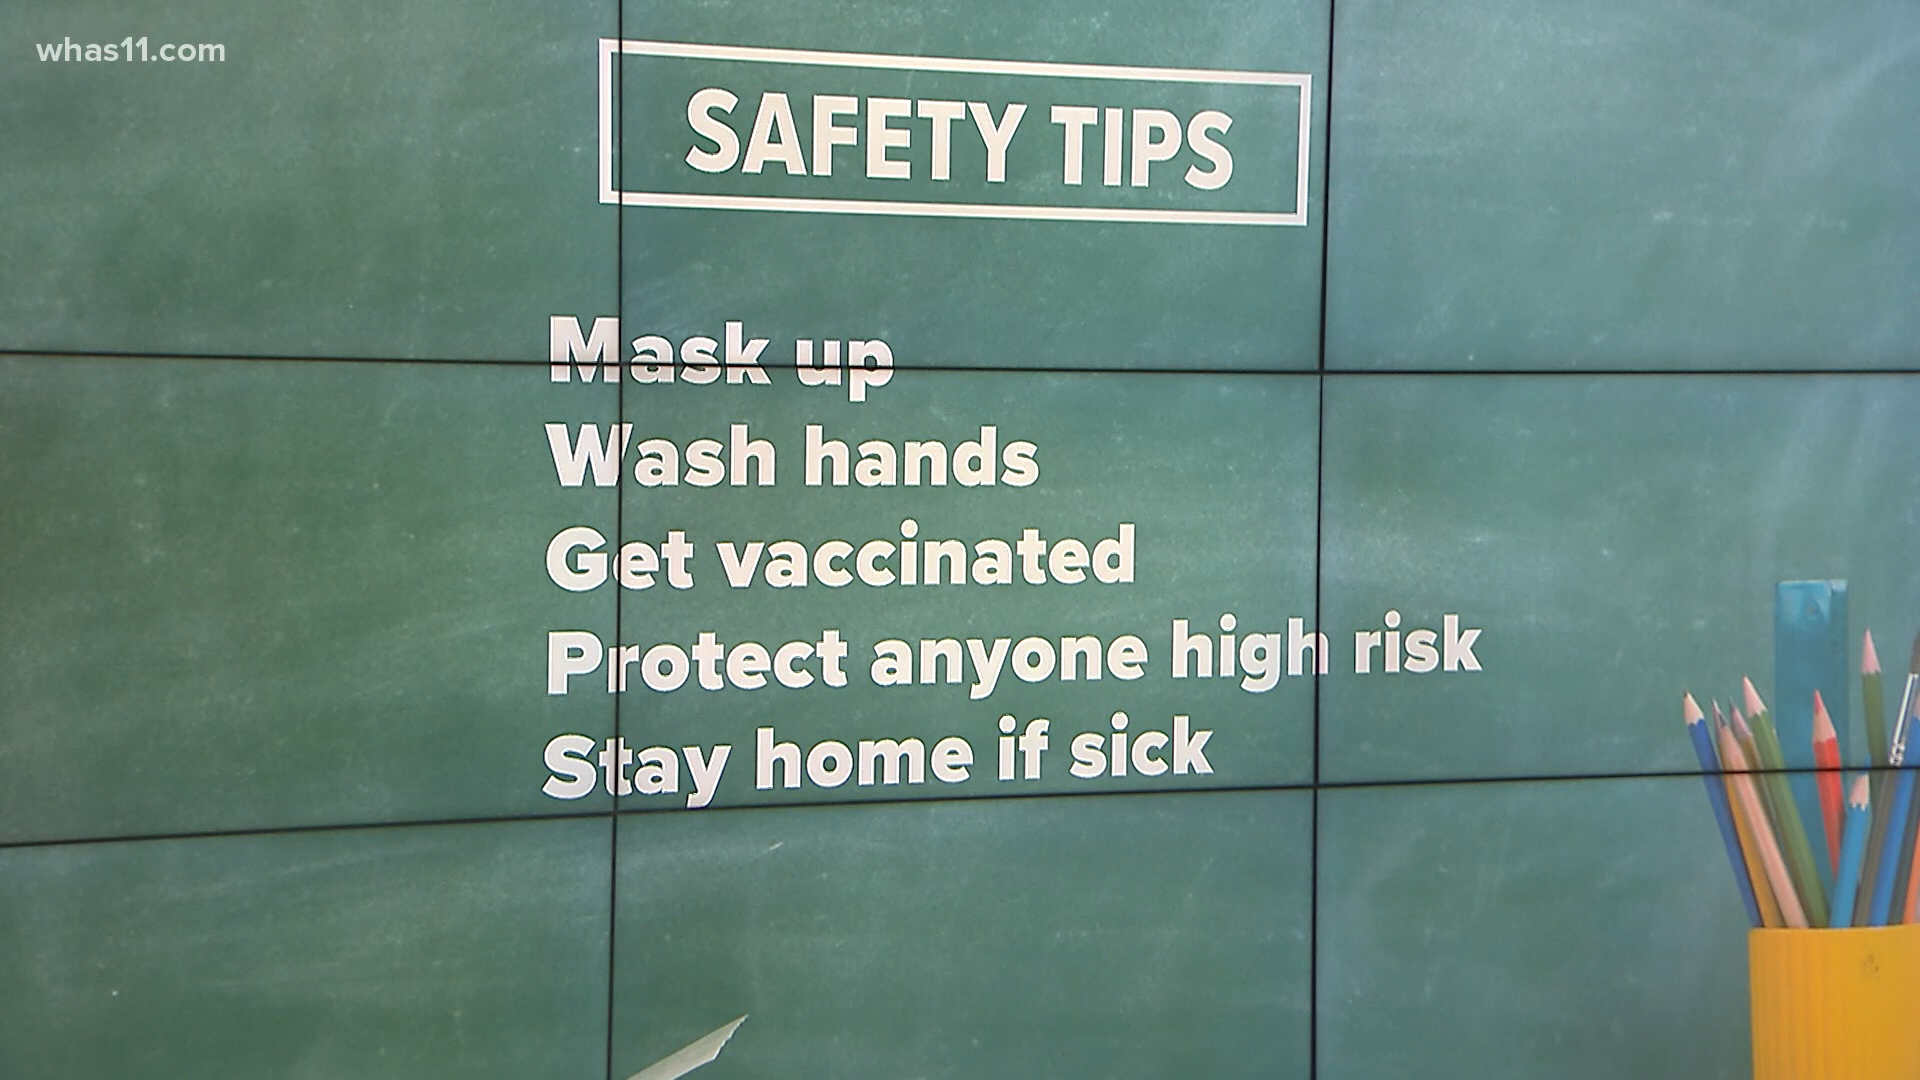 whas11.com
SAFETY TIPS
Mask up
Wash hands
Get vaccinated
Protect anyone high risk
Stay home if sick